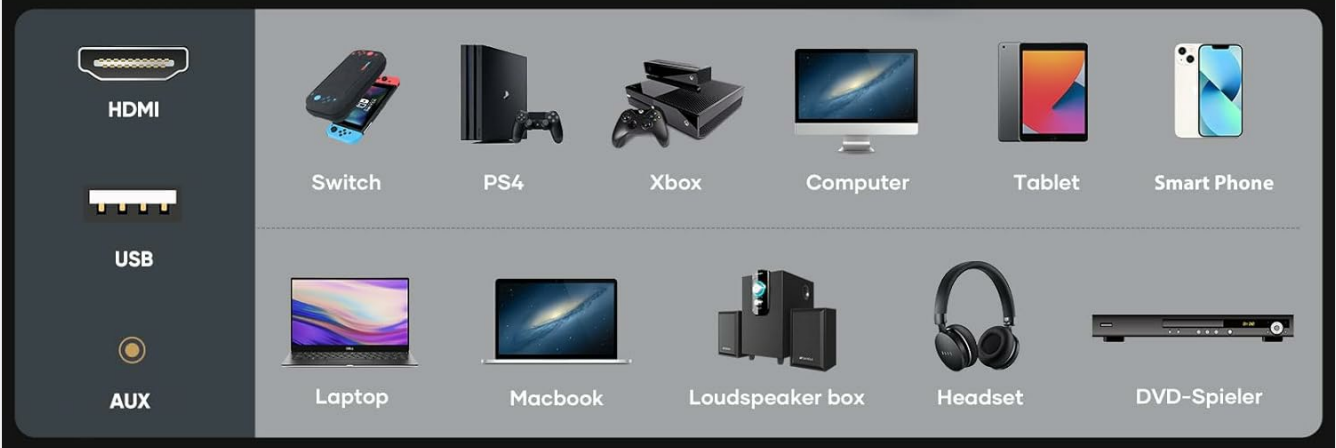 HDMI
USB
AUX
Switch
PS4
Xbox
Computer
Tablet
Smart Phone
Laptop
Macbook
Loudspeaker box
Headset
DVD-Spieler